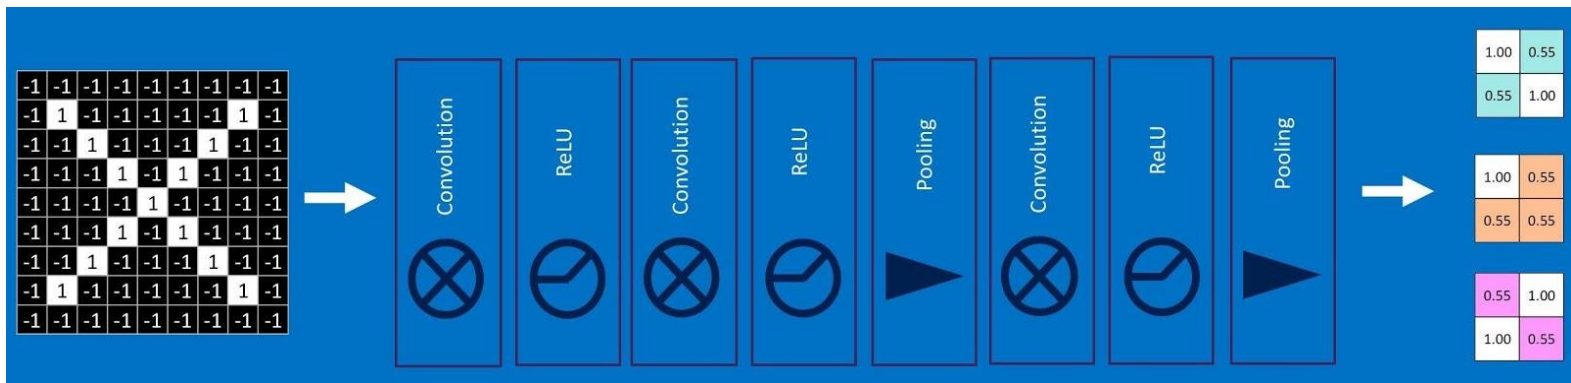 -1 -1 -1 -1 -1 -1 -1 -1 -1
-1 1 -1 -1 -1 -1 -1 1 -1
-1 -1 1 -1 -1 -1 1 -1 -1
-1 -1 -1 1 -1 1 -1 -1 -1
-1 -1 -1 -1 1 -1 -1 -1 -1
-1 -1 -1 1 -1 1 -1 -1 -1
-1 -1 1 -1 -1 -1 1 -1 -1
-1 1 -1 -1 -1 -1 -1 1 -1
-1 -1 -1 -1 -1 -1 -1 -1 -1
Convolution
ReLU
Convolution
ReLU
Pooling
Convolution
ReLU
Pooling
1.00 0.55
0.55 1.00
1.00 0.55
0.55 0.55
0.55 1.00
1.00 0.55